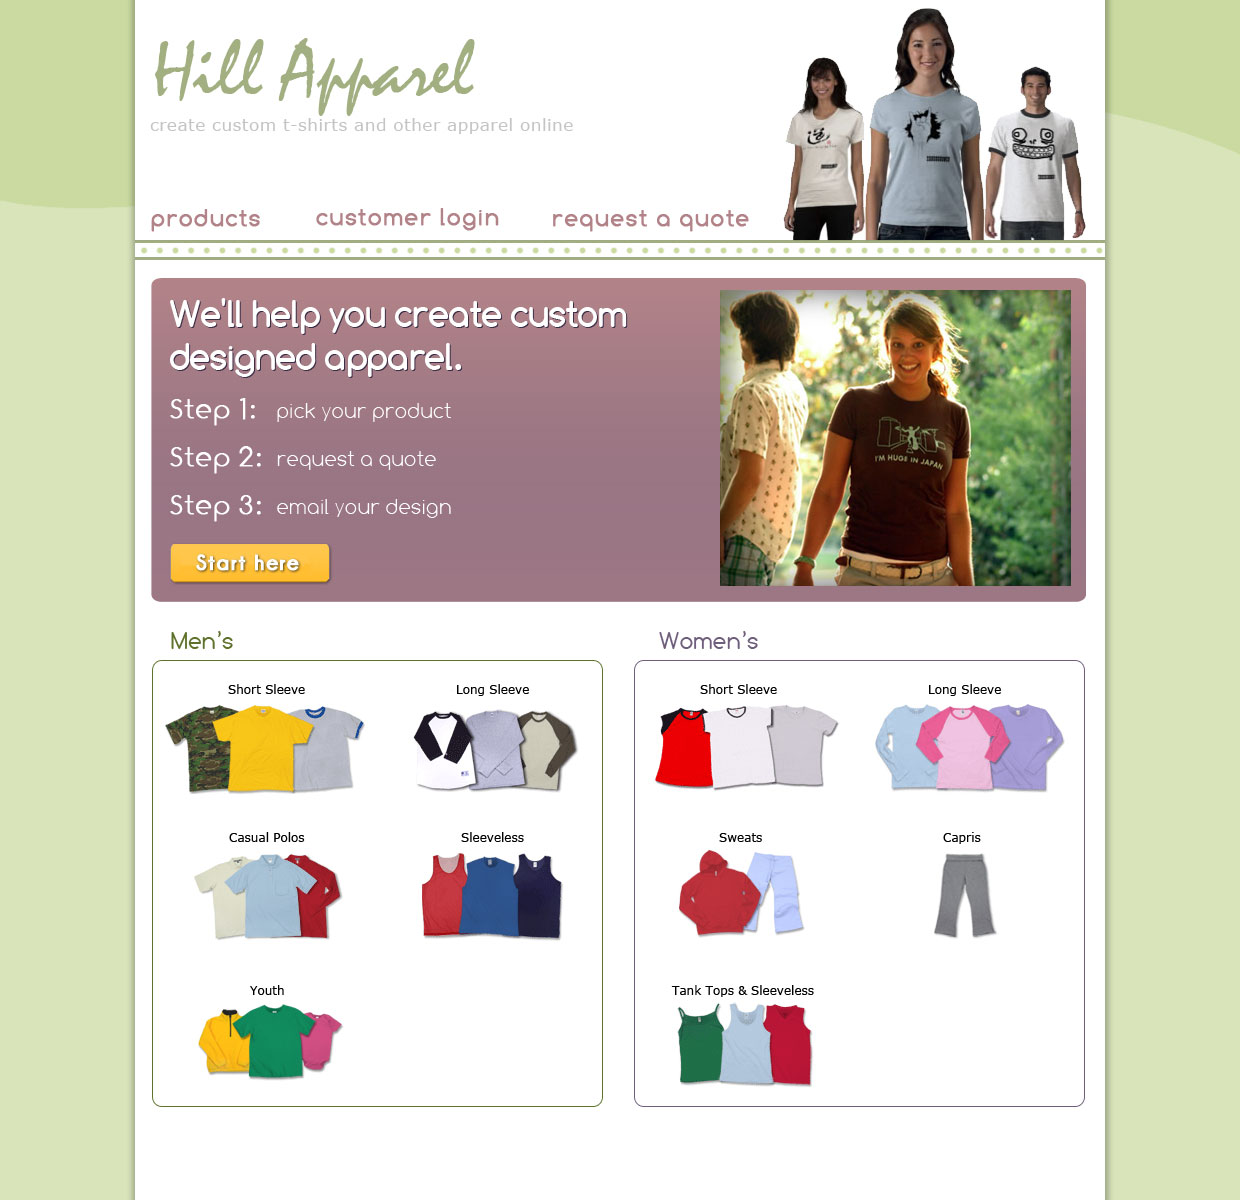 Hill Apparel
create custom t-shirts and other apparel online
products customer login request a quote
We'll help you create custom
designed apparel.
Step 1: pick your product
Step 2: request a quote
Step 3: email your design
Start here
I'M HUGE IN JAPAN
Men's
Short Sleeve Long Sleeve
Casual Polos Sleeveless
Youth
Women's
Short Sleeve Long Sleeve
Sweats Capris
Tank Tops & Sleeveless